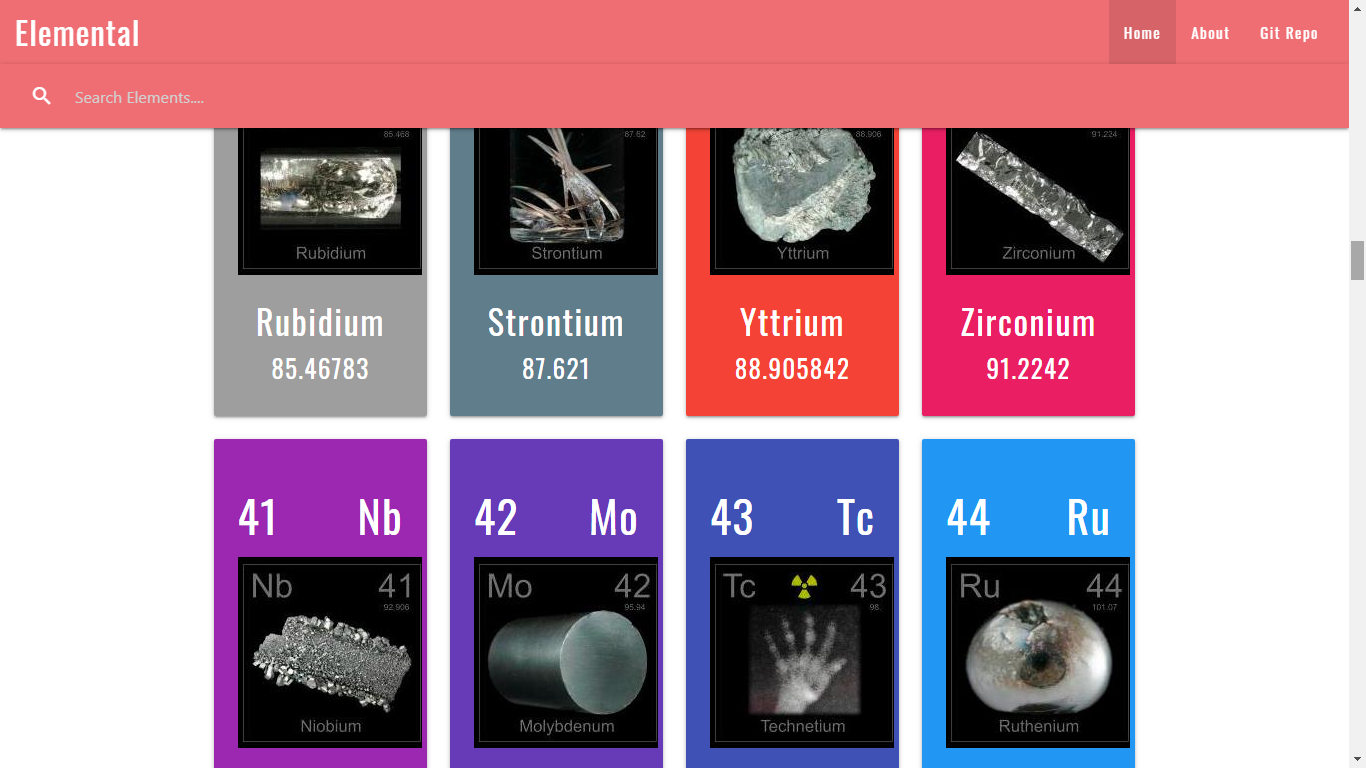 Elemental
Home About Git Repo
Search Elements....
85.468 87.62 88.906 91.224
Rubidium Strontium Yttrium Zirconium
Rubidium Strontium Yttrium Zirconium
85.46783 87.621 88.905842 91.2242
41 Nb 42 Mo 43 Tc 44 Ru
Nb 41 Mo 42 Tc 43 Ru 44
92.906 95.94 98. 101.07
Niobium Molybdenum Technetium Ruthenium